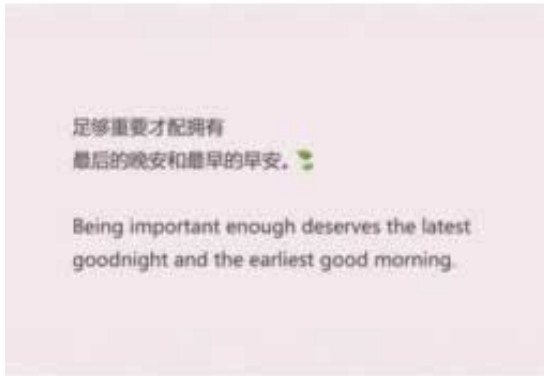 足够重要才配拥有
最后的晚安和最早的早安。🌱
Being important enough deserves the latest
goodnight and the earliest good morning.